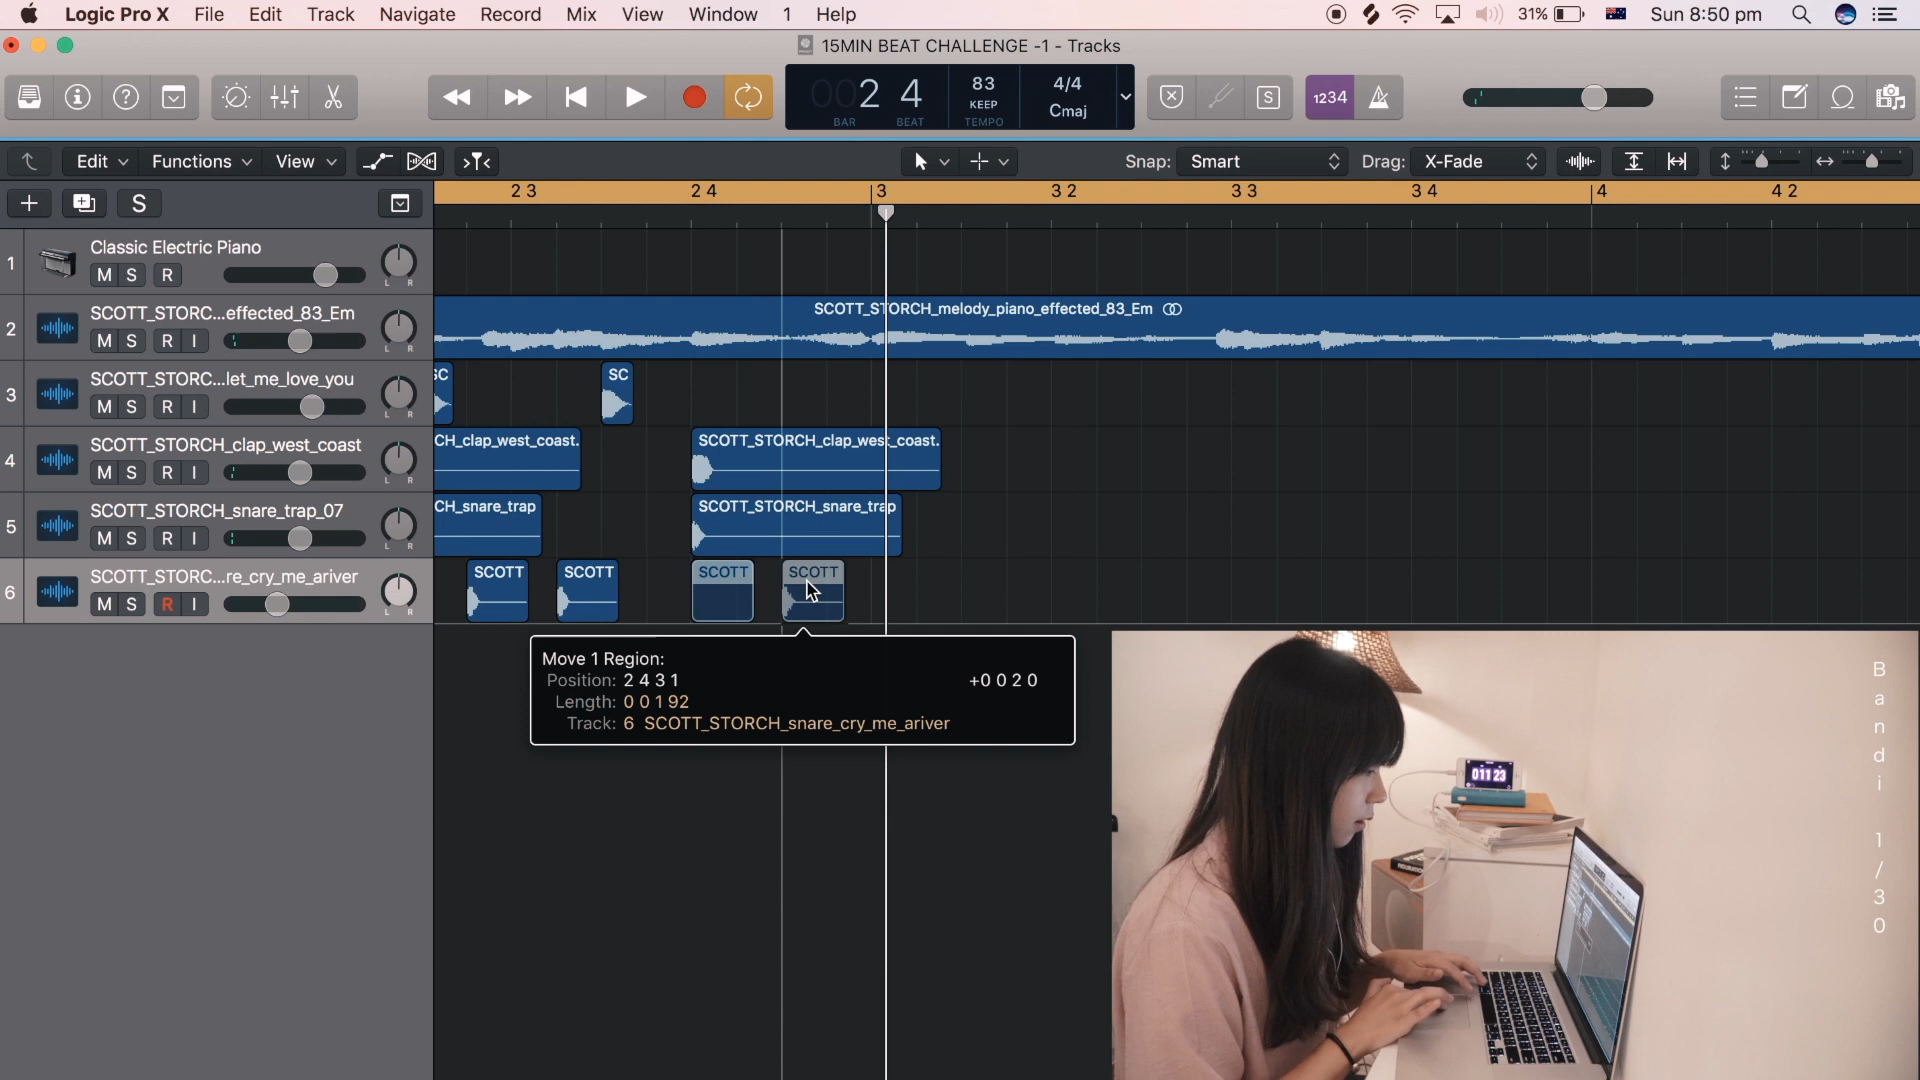 Logic Pro X File Edit Track Navigate Record Mix View Window 1 Help 31% Sun 8:50 pm
15MIN BEAT CHALLENGE -1 - Tracks
002 4 83 4/4
KEEP Cmaj
BAR BEAT TEMPO
S 1234
Edit Functions View Snap: Smart Drag: X-Fade
S
2 3 2 4 3 3 2 3 3 3 4 4 4 2
1 Classic Electric Piano
M S R
L R
2 SCOTT_STORC...effected_83_Em
M S R I
L R
SCOTT_STORCH_melody_piano_effected_83_Em
3 SCOTT_STORC...let_me_love_you
M S R I
L R
SC SC
4 SCOTT_STORCH_clap_west_coast
M S R I
L R
CH_clap_west_coast. SCOTT_STORCH_clap_west_coast.
5 SCOTT_STORCH_snare_trap_07
M S R I
L R
CH_snare_trap SCOTT_STORCH_snare_trap
6 SCOTT_STORC...re_cry_me_ariver
M S R I
L R
SCOTT SCOTT SCOTT SCOTT
Move 1 Region:
Position: 2 4 3 1 +0 0 2 0
Length: 0 0 1 92
Track: 6 SCOTT_STORCH_snare_cry_me_ariver
011 23
Bandi 1/30